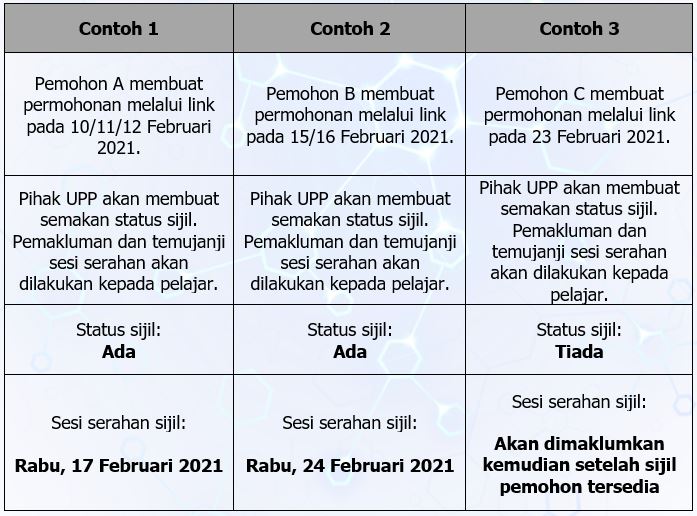 Contoh 1
Contoh 2
Contoh 3
Pemohon A membuat
permohonan melalui link
pada 10/11/12 Februari
2021.
Pemohon B membuat
permohonan melalui link
pada 15/16 Februari 2021.
Pemohon C membuat
permohonan melalui link
pada 23 Februari 2021.
Pihak UPP akan membuat
semakan status sijil.
Pemakluman dan temujanji
sesi serahan akan
dilakukan kepada pelajar.
Pihak UPP akan membuat
semakan status sijil.
Pemakluman dan temujanji
sesi serahan akan
dilakukan kepada pelajar.
Pihak UPP akan membuat
semakan status sijil.
Pemakluman dan
temujanji sesi serahan
akan dilakukan kepada
pelajar.
Status sijil:
Ada
Status sijil:
Ada
Status sijil:
Tiada
Sesi serahan sijil:
Rabu, 17 Februari 2021
Sesi serahan sijil:
Rabu, 24 Februari 2021
Sesi serahan sijil:
Akan dimaklumkan
kemudian setelah sijil
pemohon tersedia